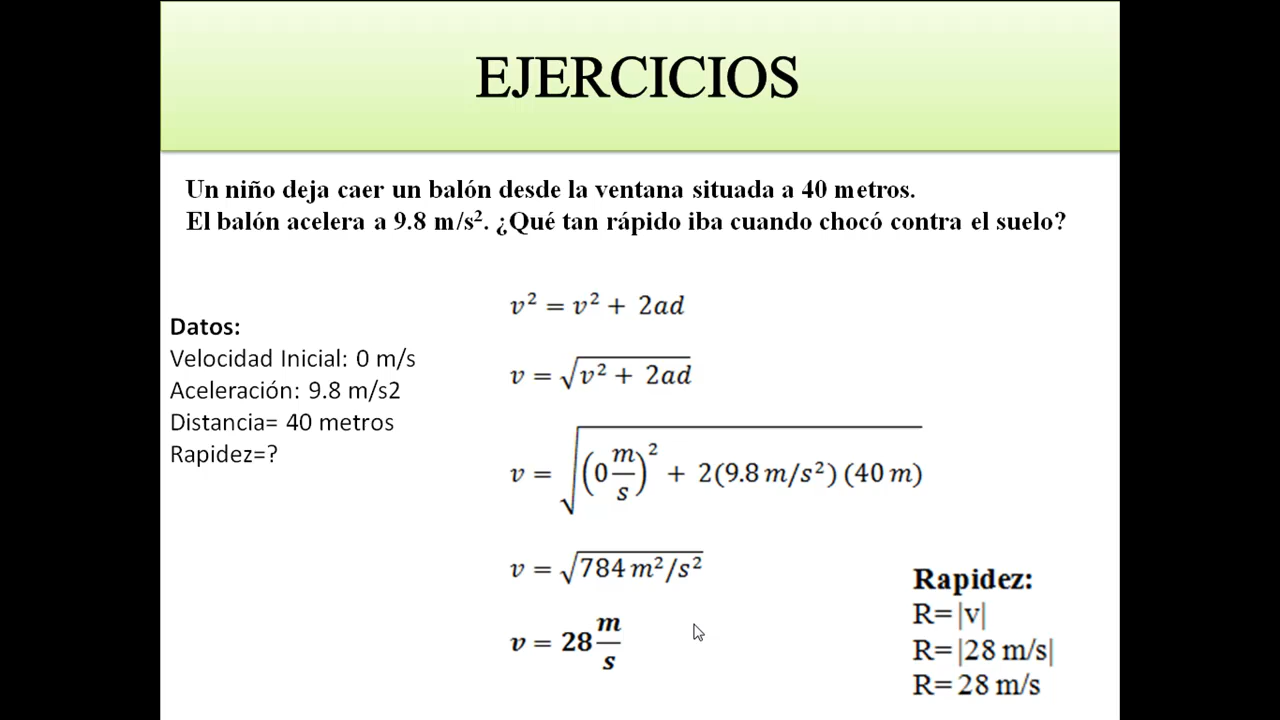 EJERCICIOS
Un niño deja caer un balón desde la ventana situada a 40 metros.
El balón acelera a 9.8 m/s². ¿Qué tan rápido iba cuando chocó contra el suelo?
Datos:
Velocidad Inicial: 0 m/s
Aceleración: 9.8 m/s2
Distancia= 40 metros
Rapidez=?
v² = v² + 2ad
v = √(v² + 2ad)
v = √((0 m/s)² + 2(9.8 m/s²) (40 m))
v = √(784 m²/s²)
v = 28 m/s
Rapidez:
R= |v|
R= |28 m/s|
R= 28 m/s